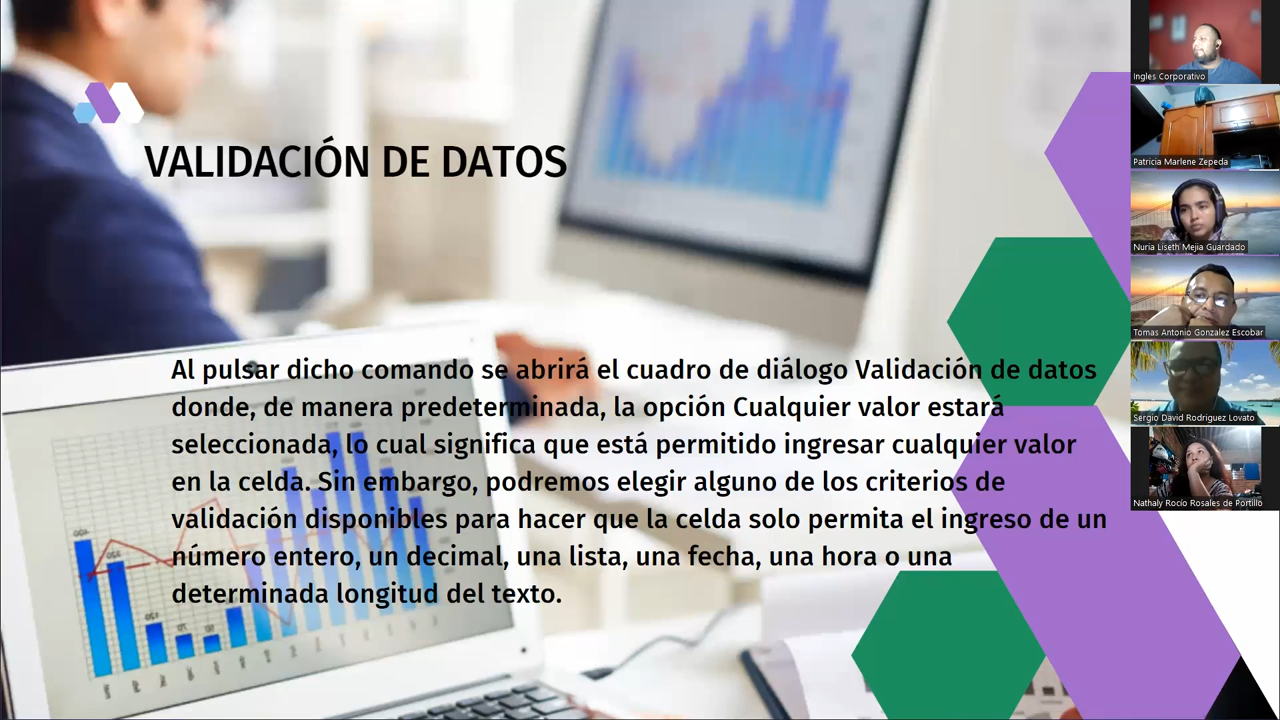 VALIDACIÓN DE DATOS
Al pulsar dicho comando se abrirá el cuadro de diálogo Validación de datos
donde, de manera predeterminada, la opción Cualquier valor estará
seleccionada, lo cual significa que está permitido ingresar cualquier valor
en la celda. Sin embargo, podremos elegir alguno de los criterios de
validación disponibles para hacer que la celda solo permita el ingreso de un
número entero, un decimal, una lista, una fecha, una hora o una
determinada longitud del texto.
Ingles Corporativo
Patricia Marlene Zepeda
Nuria Liseth Mejia Guardado
Tomas Antonio Gonzalez Escobar
Sergio David Rodriguez Lovato
Nathaly Rocío Rosales de Portillo